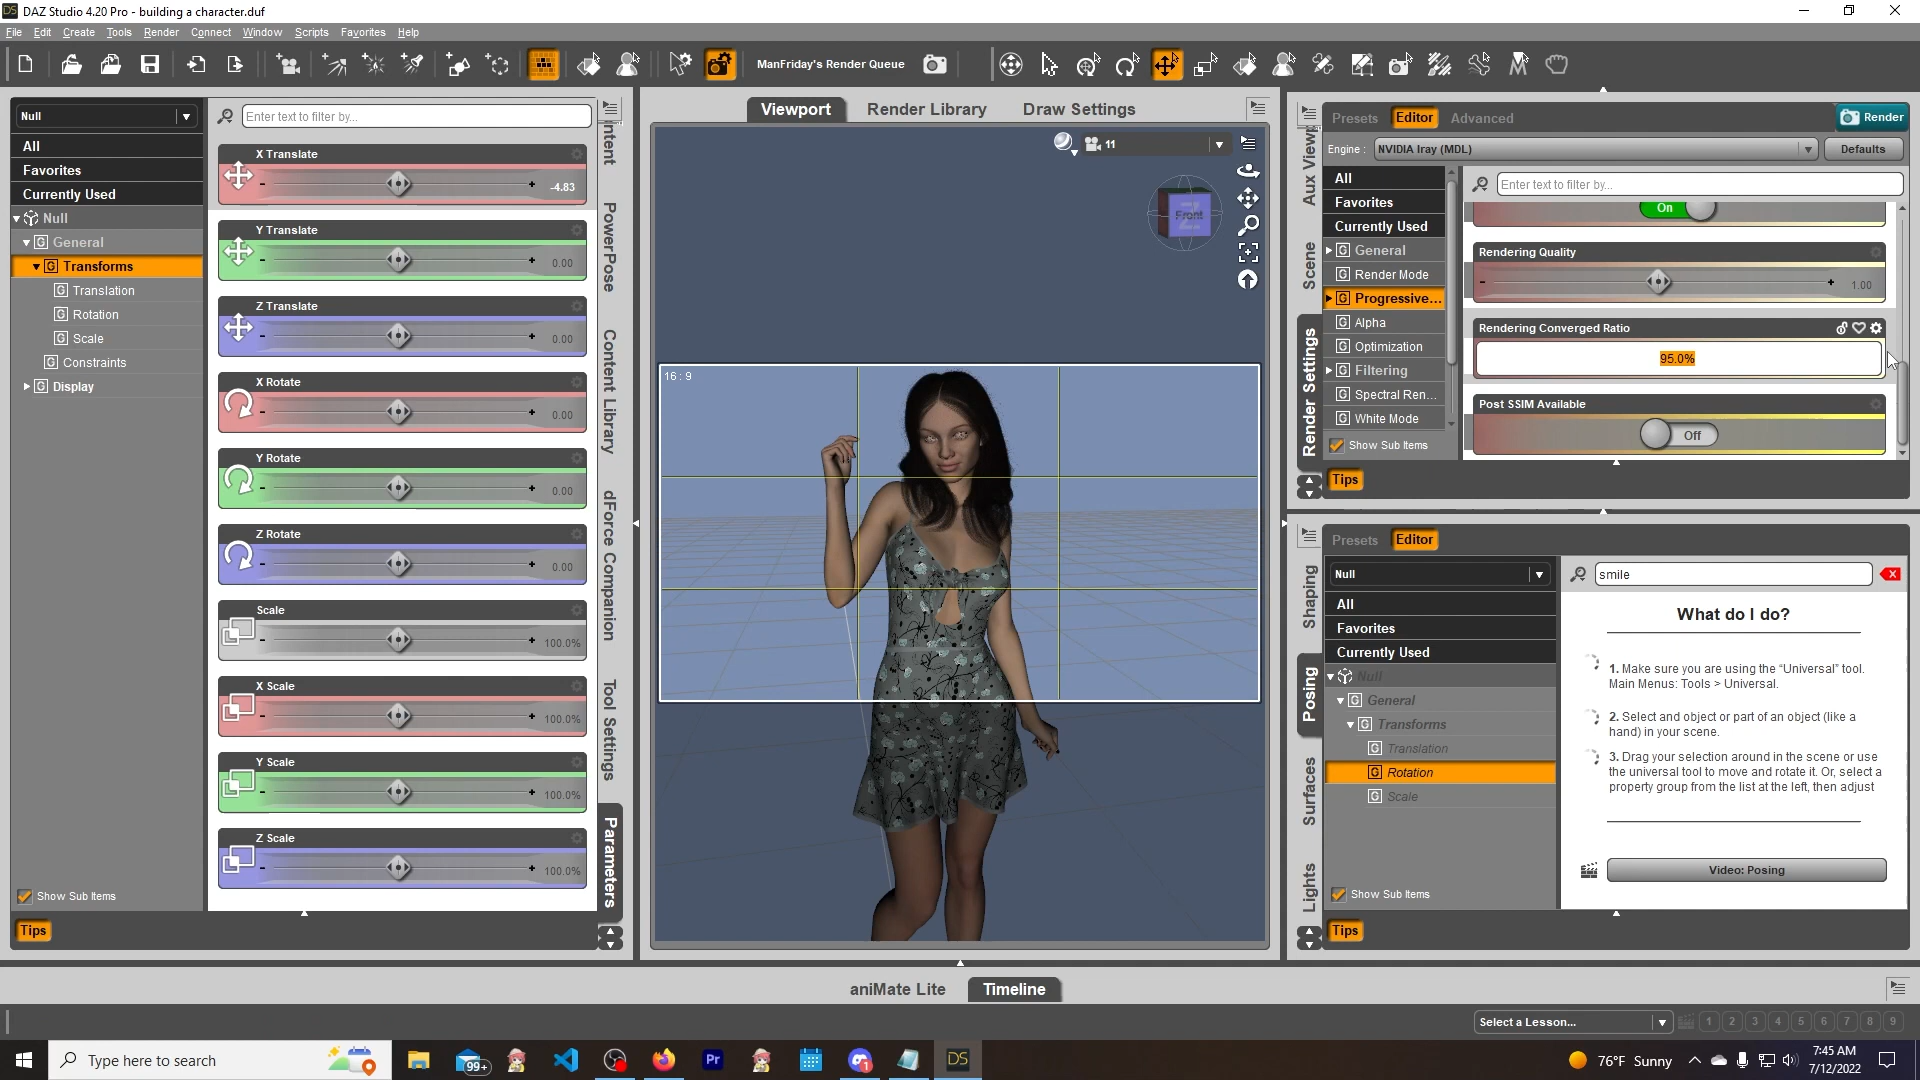 DAZ Studio 4.20 Pro - building a character.duf
File Edit Create Tools Render Connect Window Scripts Favorites Help
ManFriday's Render Queue
Null
Enter text to filter by...
All
Favorites
Currently Used
Null
General
Transforms
Translation
Rotation
Scale
Constraints
Display
Show Sub Items
Tips
X Translate
-4.83
Y Translate
0.00
Z Translate
0.00
X Rotate
0.00
Y Rotate
0.00
Z Rotate
0.00
Scale
100.0%
X Scale
100.0%
Y Scale
100.0%
Z Scale
100.0%
PowerPose
Content Library
dForce Companion
Tool Settings
Parameters
Viewport Render Library Draw Settings
11
Front
16 : 9
Scene
Render Settings
Presets Editor Advanced
Render
Engine : NVIDIA Iray (MDL)
Defaults
Enter text to filter by...
All
Favorites
Currently Used
General
Render Mode
Progressive...
Alpha
Optimization
Filtering
Spectral Ren...
White Mode
Show Sub Items
Tips
On
Rendering Quality
1.00
Rendering Converged Ratio
95.0%
Post SSIM Available
Off
Shaping
Posing
Surfaces
Lights
Presets Editor
Null
smile
All
Favorites
Currently Used
Null
General
Transforms
Translation
Rotation
Scale
Show Sub Items
Tips
What do I do?
1. Make sure you are using the “Universal” tool.
Main Menus: Tools > Universal.
2. Select and object or part of an object (like a
hand) in your scene.
3. Drag your selection around in the scene or use
the universal tool to move and rotate it. Or, select a
property group from the list at the left, then adjust
Video: Posing
aniMate Lite Timeline
Select a Lesson...
1 2 3 4 5 6 7 8 9
Type here to search
99+
Pr
DS
76°F Sunny
7:45 AM
7/12/2022